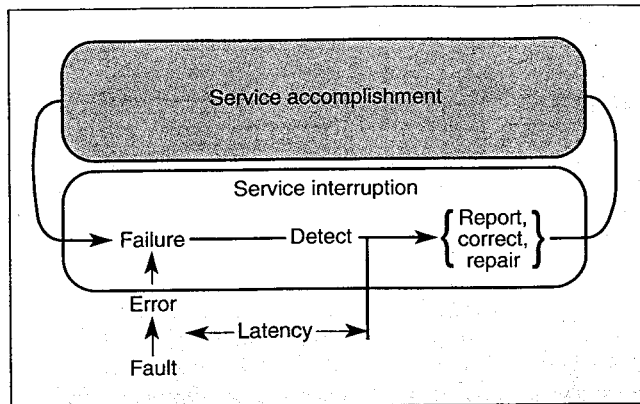 Service accomplishment
Service interruption
Failure
Detect
Report,
correct,
repair
Error
Latency
Fault